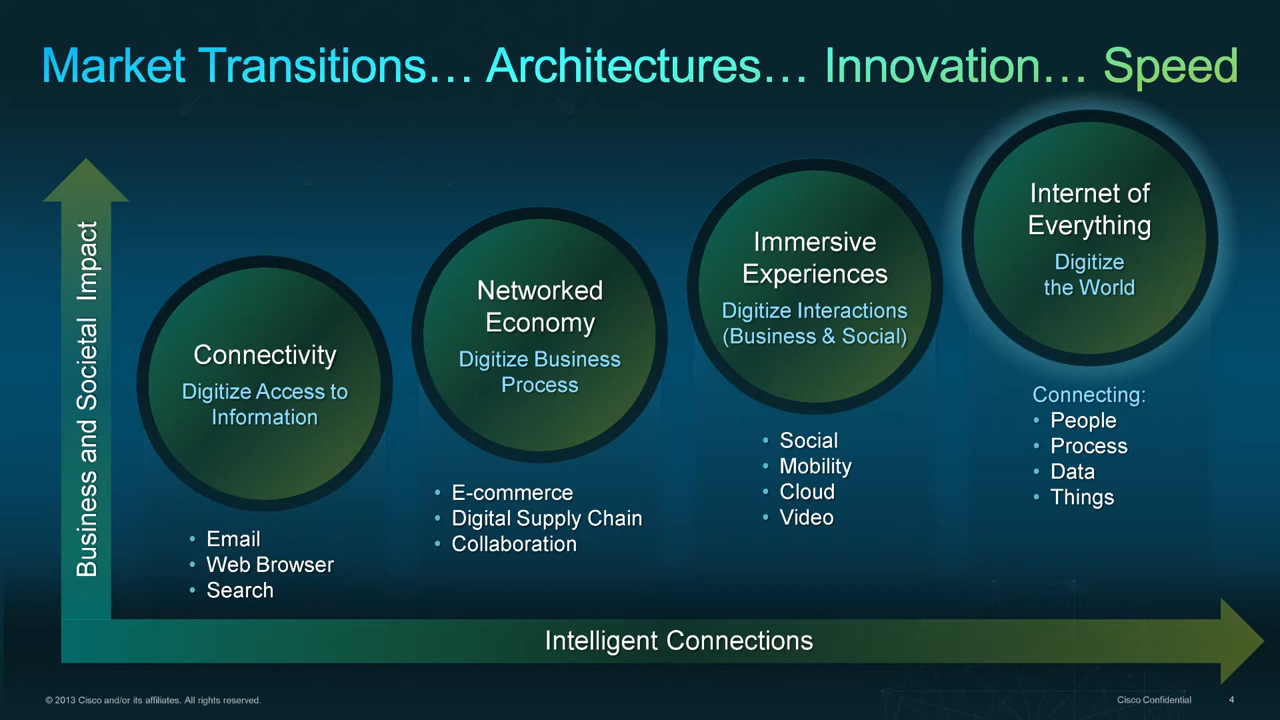 Market Transitions… Architectures… Innovation… Speed
Business and Societal Impact
Connectivity
Digitize Access to
Information
• Email
• Web Browser
• Search
Networked
Economy
Digitize Business
Process
• E-commerce
• Digital Supply Chain
• Collaboration
Immersive
Experiences
Digitize Interactions
(Business & Social)
• Social
• Mobility
• Cloud
• Video
Internet of
Everything
Digitize
the World
Connecting:
• People
• Process
• Data
• Things
Intelligent Connections
© 2013 Cisco and/or its affiliates. All rights reserved.
Cisco Confidential
4